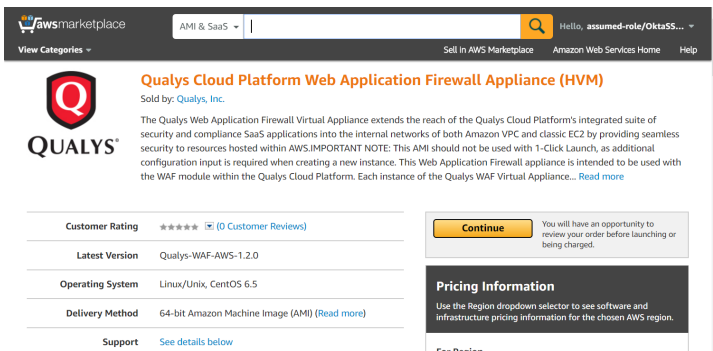 awsmarketplace
AMI & SaaS
Hello, assumed-role/OktaSS...
View Categories
Sell in AWS Marketplace Amazon Web Services Home Help
Qualys Cloud Platform Web Application Firewall Appliance (HVM)
Sold by: Qualys, Inc.
QUALYS®
The Qualys Web Application Firewall Virtual Appliance extends the reach of the Qualys Cloud Platform's integrated suite of
security and compliance SaaS applications into the internal networks of both Amazon VPC and classic EC2 by providing seamless
security to resources hosted within AWS.IMPORTANT NOTE: This AMI should not be used with 1-Click Launch, as additional
configuration input is required when creating a new instance. This Web Application Firewall appliance is intended to be used with
the WAF module within the Qualys Cloud Platform. Each instance of the Qualys WAF Virtual Appliance... Read more
Customer Rating (0 Customer Reviews)
Latest Version Qualys-WAF-AWS-1.2.0
Operating System Linux/Unix, CentOS 6.5
Delivery Method 64-bit Amazon Machine Image (AMI) (Read more)
Support See details below
Continue
You will have an opportunity to
review your order before launching or
being charged.
Pricing Information
Use the Region dropdown selector to see software and
infrastructure pricing information for the chosen AWS region.
For Region